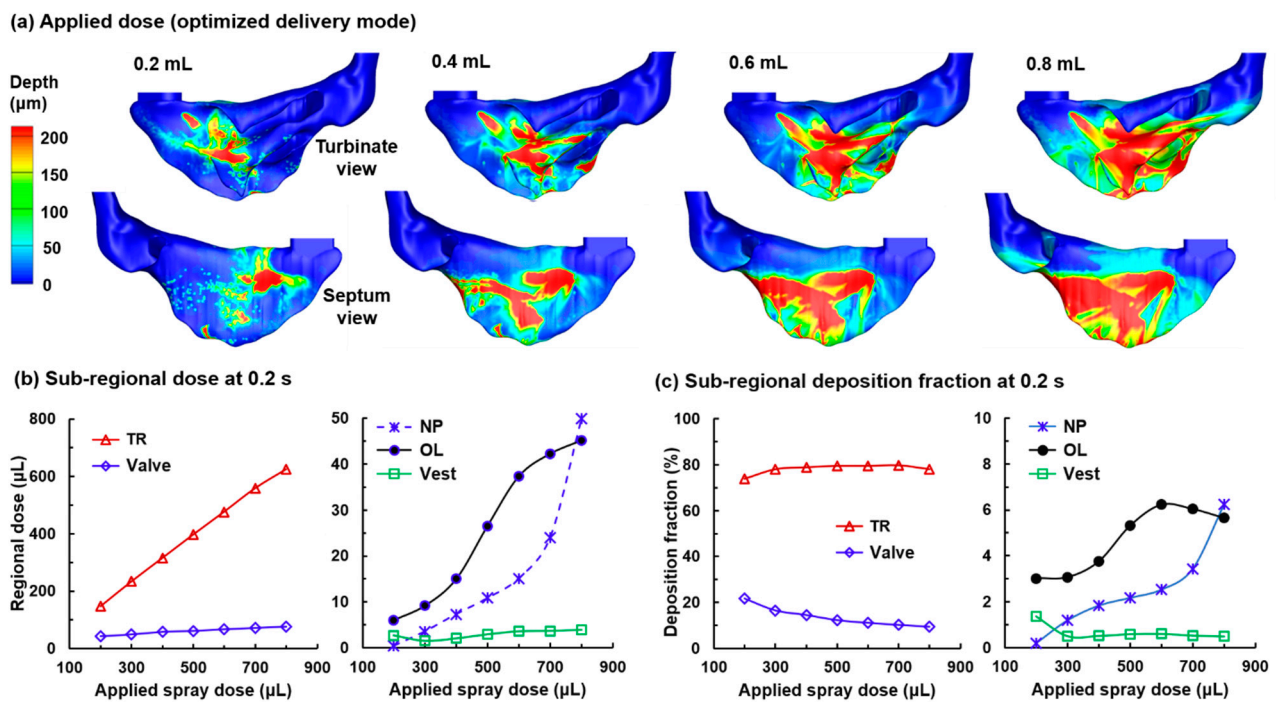 (a) Applied dose (optimized delivery mode)
0.2 mL
0.4 mL
0.6 mL
0.8 mL
Depth
(µm)
200
150
100
50
0
Turbinate
view
Septum
view
(b) Sub-regional dose at 0.2 s
(c) Sub-regional deposition fraction at 0.2 s
Regional dose (µL)
800
600
400
200
0
TR
Valve
100 300 500 700 900
Applied spray dose (µL)
50
40
30
20
10
0
NP
OL
Vest
100 300 500 700 900
Applied spray dose (µL)
Deposition fraction (%)
100
80
60
40
20
0
TR
Valve
100 300 500 700 900
Applied spray dose (µL)
10
8
6
4
2
0
NP
OL
Vest
100 300 500 700 900
Applied spray dose (µL)